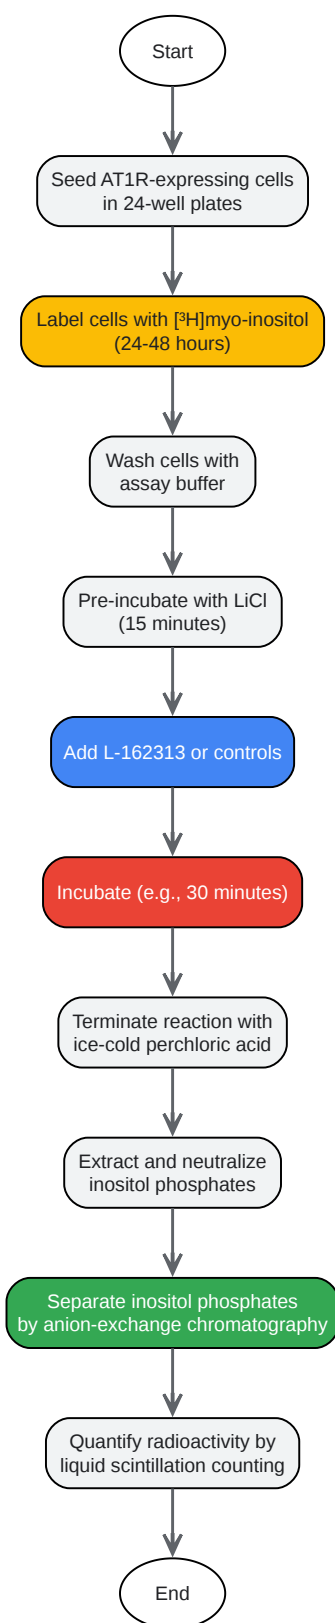 Start
Seed AT1R-expressing cells
in 24-well plates
Label cells with [³H]myo-inositol
(24-48 hours)
Wash cells with
assay buffer
Pre-incubate with LiCl
(15 minutes)
Add L-162313 or controls
Incubate (e.g., 30 minutes)
Terminate reaction with
ice-cold perchloric acid
Extract and neutralize
inositol phosphates
Separate inositol phosphates
by anion-exchange chromatography
Quantify radioactivity by
liquid scintillation counting
End